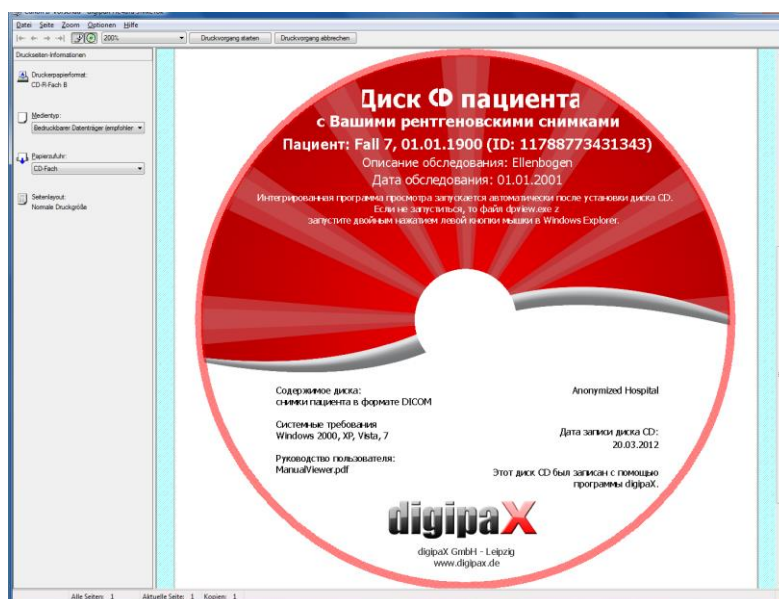 Datei Seite Zoom Optionen Hilfe
200% Druckvorgang starten Druckvorgang abbrechen
Druckseiten-Informationen
Druckerpapierformat:
CD-R-Fach B
Medientyp:
Bedruckbarer Datenträger (empfohlen
Papierzufuhr:
CD-Fach
Seitenlayout:
Normale Druckgröße
Диск CD пациента
с Вашими рентгеновскими снимками
Пациент: Fall 7, 01.01.1900 (ID: 11788773431343)
Описание обследования: Ellenbogen
Дата обследования: 01.01.2001
Интегрированная программа просмотра запускается автоматически после установки диска CD.
Если не запуститься, то файл dpview.exe z
запустите двойным нажатием левой кнопки мышки в Windows Explorer.
Содержимое диска:
снимки пациента в формате DICOM
Системные требования
Windows 2000, XP, Vista, 7
Руководство пользователя:
ManualViewer.pdf
Anonymized Hospital
Дата записи диска CD:
20.03.2012
Этот диск CD был записан с помощью
программы digipaX.
digipaX
digipaX GmbH - Leipzig
www.digipax.de
Alle Seiten: 1 Aktuelle Seite: 1 Kopien: 1